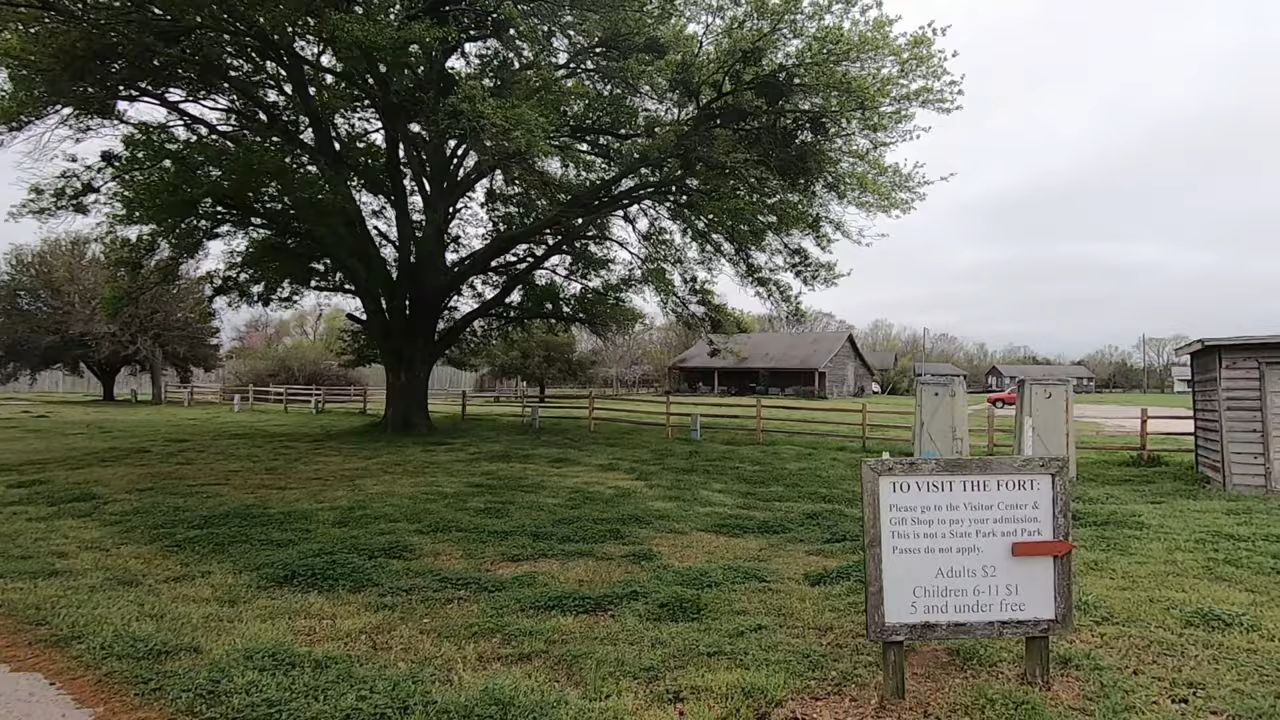 TO VISIT THE FORT:
Please go to the Visitor Center &
Gift Shop to pay your admission.
This is not a State Park and Park
Passes do not apply.
Adults $2
Children 6-11 $1
5 and under free